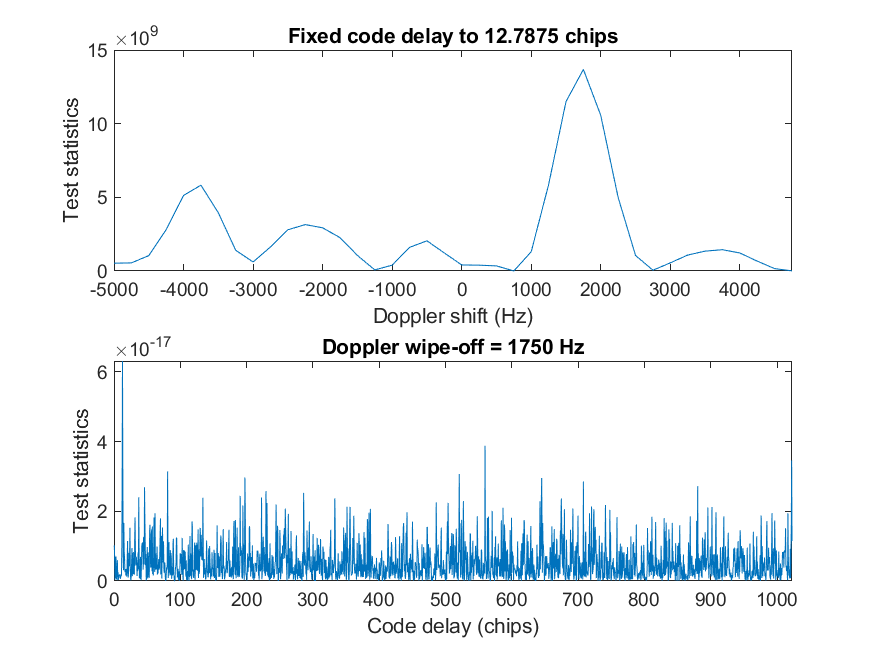 ×10^9
Fixed code delay to 12.7875 chips
15
10
5
0
Test statistics
-5000 -4000 -3000 -2000 -1000 0 1000 2000 3000 4000
Doppler shift (Hz)
×10^-17
Doppler wipe-off = 1750 Hz
6
4
2
0
Test statistics
0 100 200 300 400 500 600 700 800 900 1000
Code delay (chips)